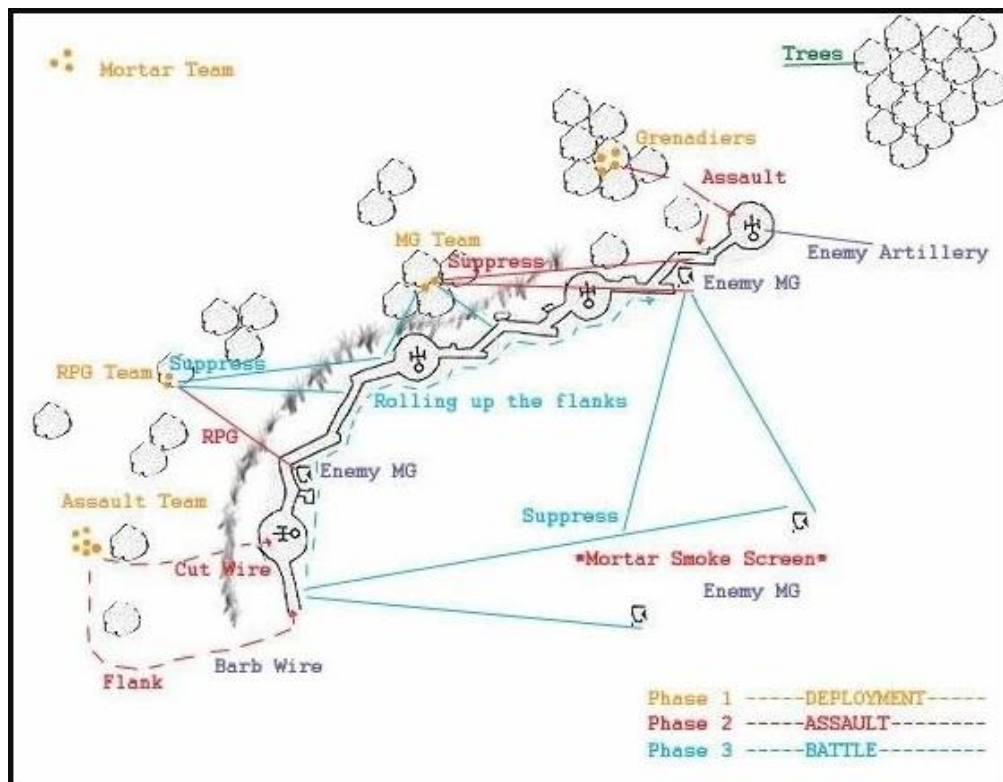 Mortar Team
Trees
Grenadiers
Assault
MG Team
Suppress
Enemy Artillery
Enemy MG
RPG Team
Suppress
Rolling up the flanks
RPG
Enemy MG
Assault Team
Suppress
Cut Wire
*Mortar Smoke Screen*
Enemy MG
Barb Wire
Flank
Phase 1 -----DEPLOYMENT-----
Phase 2 -----ASSAULT--------
Phase 3 -----BATTLE---------